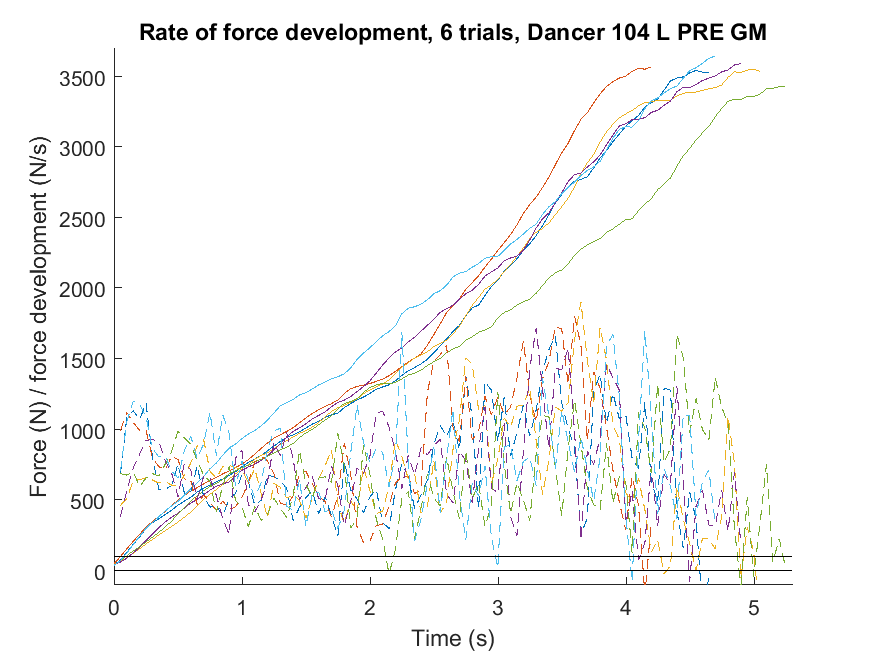 Rate of force development, 6 trials, Dancer 104 L PRE GM
Force (N) / force development (N/s)
3500
3000
2500
2000
1500
1000
500
0
0 1 2 3 4 5
Time (s)